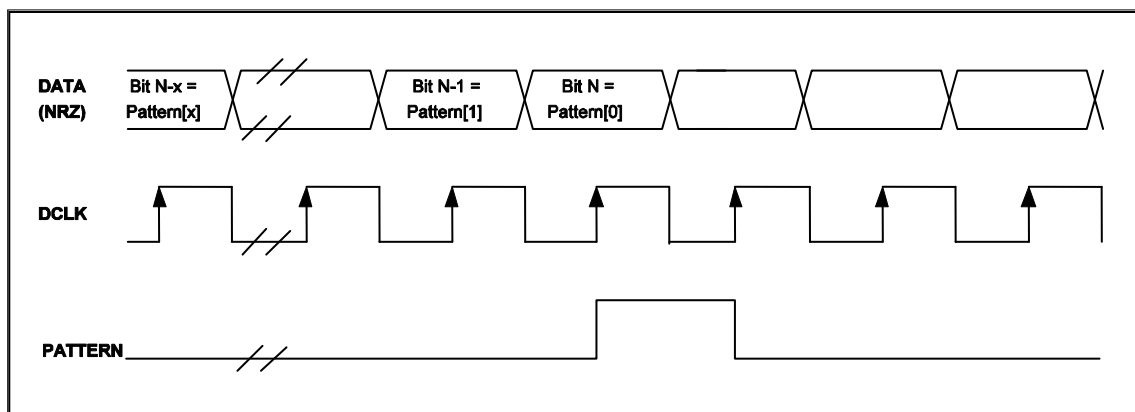 DATA
(NRZ)
Bit N-x =
Pattern[x]
Bit N-1 =
Pattern[1]
Bit N =
Pattern[0]
DCLK
PATTERN